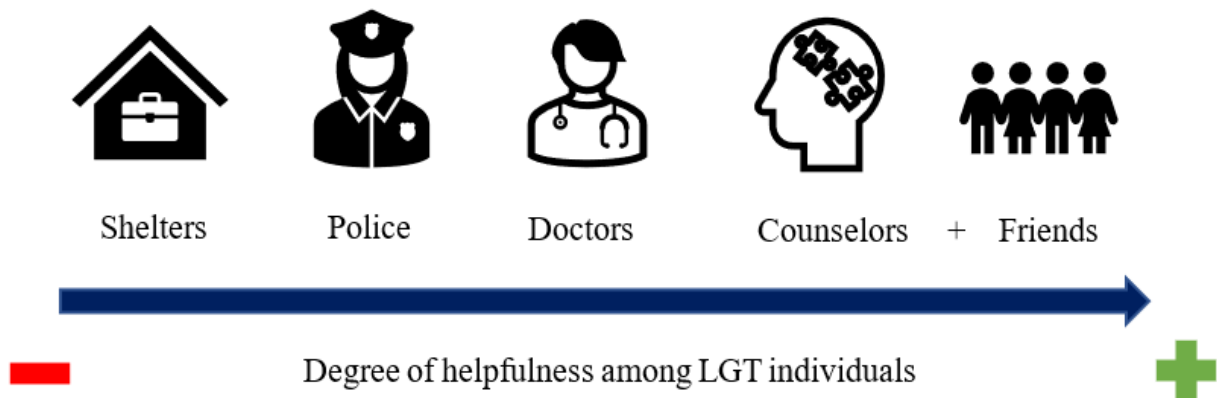 Shelters Police Doctors Counselors + Friends
Degree of helpfulness among LGT individuals